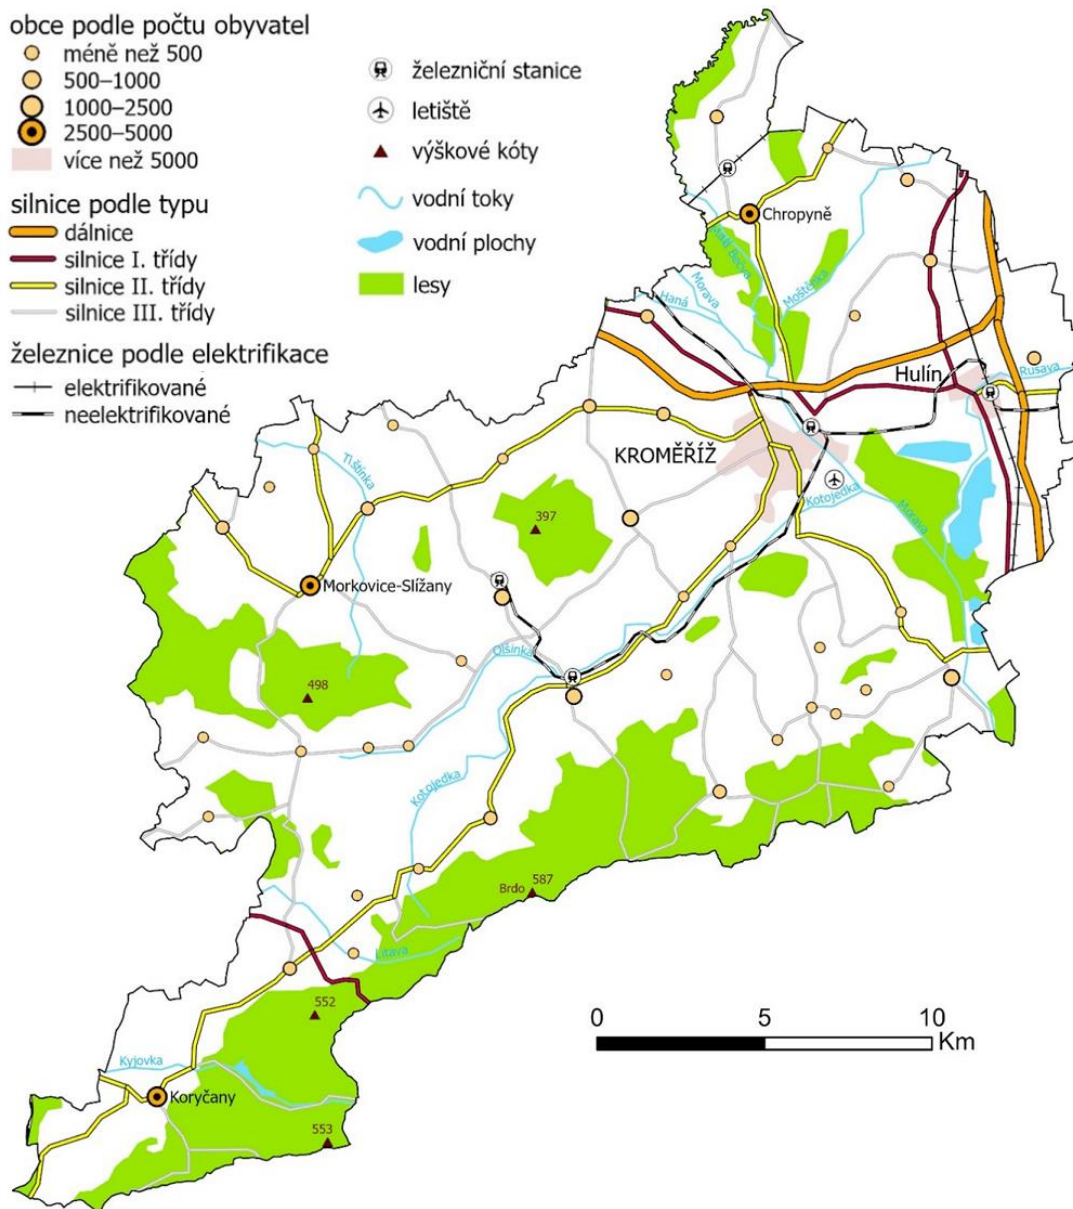 obce podle počtu obyvatel
méně než 500
500–1000
1000–2500
2500–5000
více než 5000
silnice podle typu
dálnice
silnice I. třídy
silnice II. třídy
silnice III. třídy
železnice podle elektrifikace
elektrifikované
neelektrifikované
železniční stanice
letiště
výškové kóty
vodní toky
vodní plochy
lesy
Chropyně
Malá Bečva
Moštěnka
Morava
Haná
Hulín
Rusava
KROMĚŘÍŽ
Tištínka
397
Kotojedka
Morava
Morkovice-Slížany
Olšinka
498
Kotojedka
Brdo
587
Litava
552
Kyjovka
Koryčany
553
0
5
10
Km